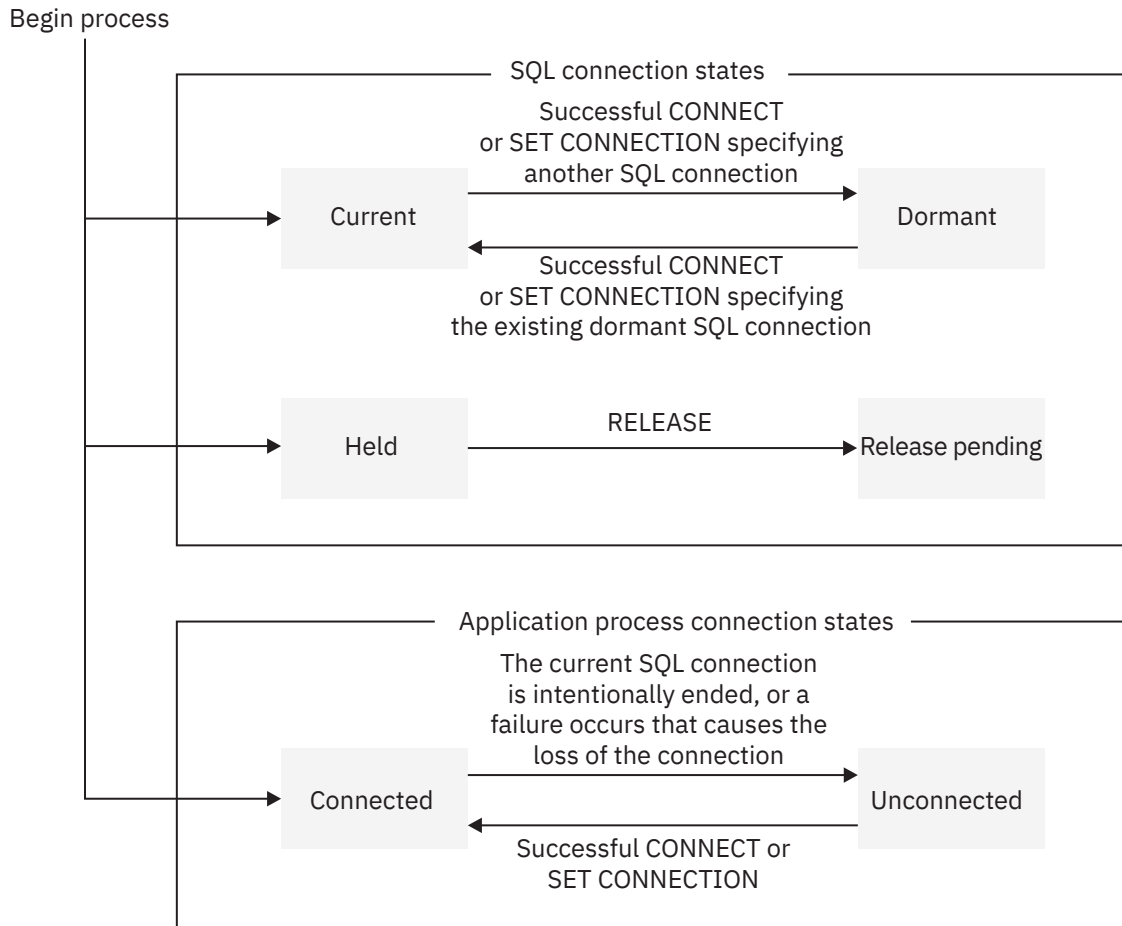 Begin process
SQL connection states
Successful CONNECT
or SET CONNECTION specifying
another SQL connection
Current
Dormant
Successful CONNECT
or SET CONNECTION specifying
the existing dormant SQL connection
RELEASE
Held
Release pending
Application process connection states
The current SQL connection
is intentionally ended, or a
failure occurs that causes the
loss of the connection
Connected
Unconnected
Successful CONNECT or
SET CONNECTION